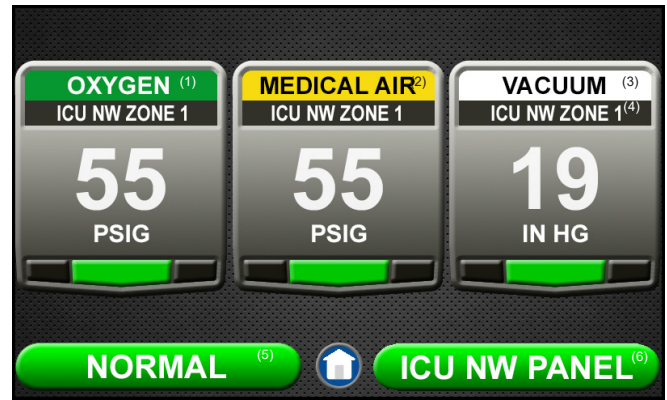 OXYGEN (1)
ICU NW ZONE 1
55
PSIG
MEDICAL AIR 2)
ICU NW ZONE 1
55
PSIG
VACUUM (3)
ICU NW ZONE 1 (4)
19
IN HG
NORMAL (5)
ICU NW PANEL (6)